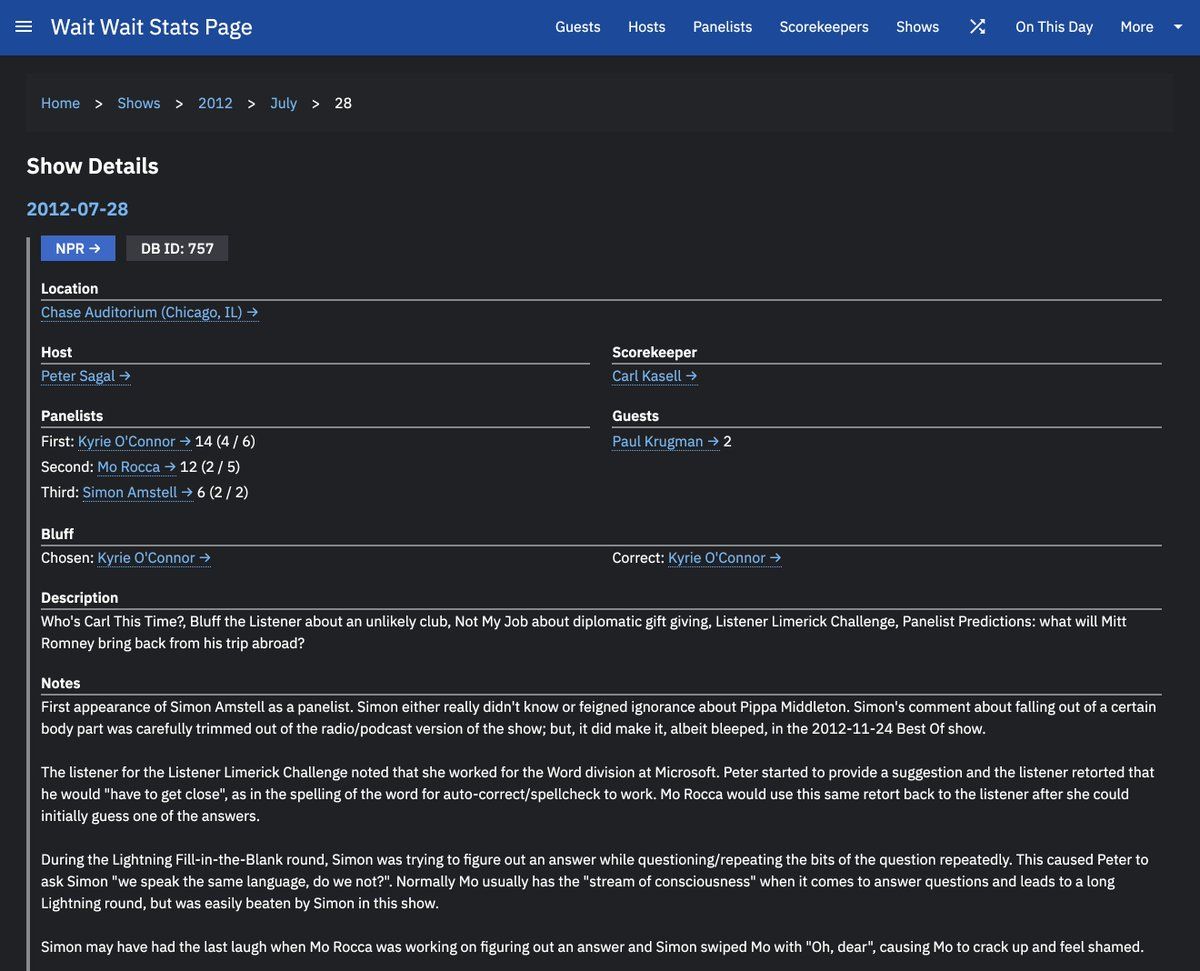 Wait Wait Stats Page
Guests Hosts Panelists Scorekeepers Shows On This Day More
Home > Shows > 2012 > July > 28
Show Details
2012-07-28
NPR → DB ID: 757
Location
Chase Auditorium (Chicago, IL) →
Host
Peter Sagal →
Scorekeeper
Carl Kasell →
Panelists
First: Kyrie O'Connor → 14 (4 / 6)
Second: Mo Rocca → 12 (2 / 5)
Third: Simon Amstell → 6 (2 / 2)
Guests
Paul Krugman → 2
Bluff
Chosen: Kyrie O'Connor →
Correct: Kyrie O'Connor →
Description
Who's Carl This Time?, Bluff the Listener about an unlikely club, Not My Job about diplomatic gift giving, Listener Limerick Challenge, Panelist Predictions: what will Mitt
Romney bring back from his trip abroad?
Notes
First appearance of Simon Amstell as a panelist. Simon either really didn't know or feigned ignorance about Pippa Middleton. Simon's comment about falling out of a certain
body part was carefully trimmed out of the radio/podcast version of the show; but, it did make it, albeit bleeped, in the 2012-11-24 Best Of show.
The listener for the Listener Limerick Challenge noted that she worked for the Word division at Microsoft. Peter started to provide a suggestion and the listener retorted that
he would "have to get close", as in the spelling of the word for auto-correct/spellcheck to work. Mo Rocca would use this same retort back to the listener after she could
initially guess one of the answers.
During the Lightning Fill-in-the-Blank round, Simon was trying to figure out an answer while questioning/repeating the bits of the question repeatedly. This caused Peter to
ask Simon "we speak the same language, do we not?". Normally Mo usually has the "stream of consciousness" when it comes to answer questions and leads to a long
Lightning round, but was easily beaten by Simon in this show.
Simon may have had the last laugh when Mo Rocca was working on figuring out an answer and Simon swiped Mo with "Oh, dear", causing Mo to crack up and feel shamed.